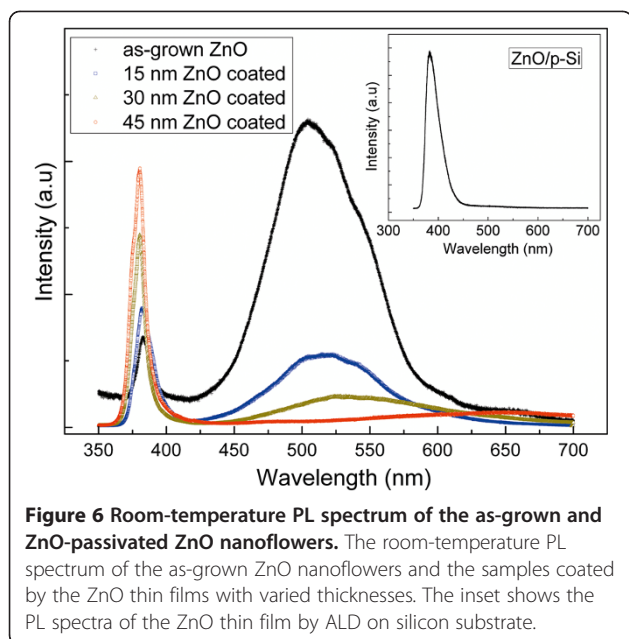 as-grown ZnO
15 nm ZnO coated
30 nm ZnO coated
45 nm ZnO coated
ZnO/p-Si
Intensity (a.u)
300 400 500 600 700
Wavelength (nm)
Intensity (a.u)
350 400 450 500 550 600 650 700
Wavelength (nm)
Figure 6 Room-temperature PL spectrum of the as-grown and
ZnO-passivated ZnO nanoflowers. The room-temperature PL
spectrum of the as-grown ZnO nanoflowers and the samples coated
by the ZnO thin films with varied thicknesses. The inset shows the
PL spectra of the ZnO thin film by ALD on silicon substrate.